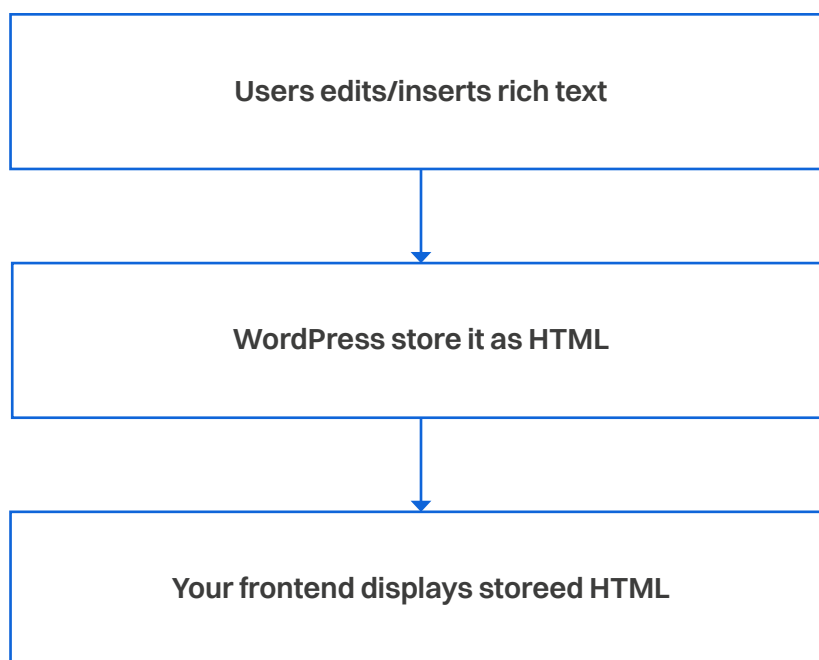 Users edits/inserts rich text
WordPress store it as HTML
Your frontend displays storeed HTML